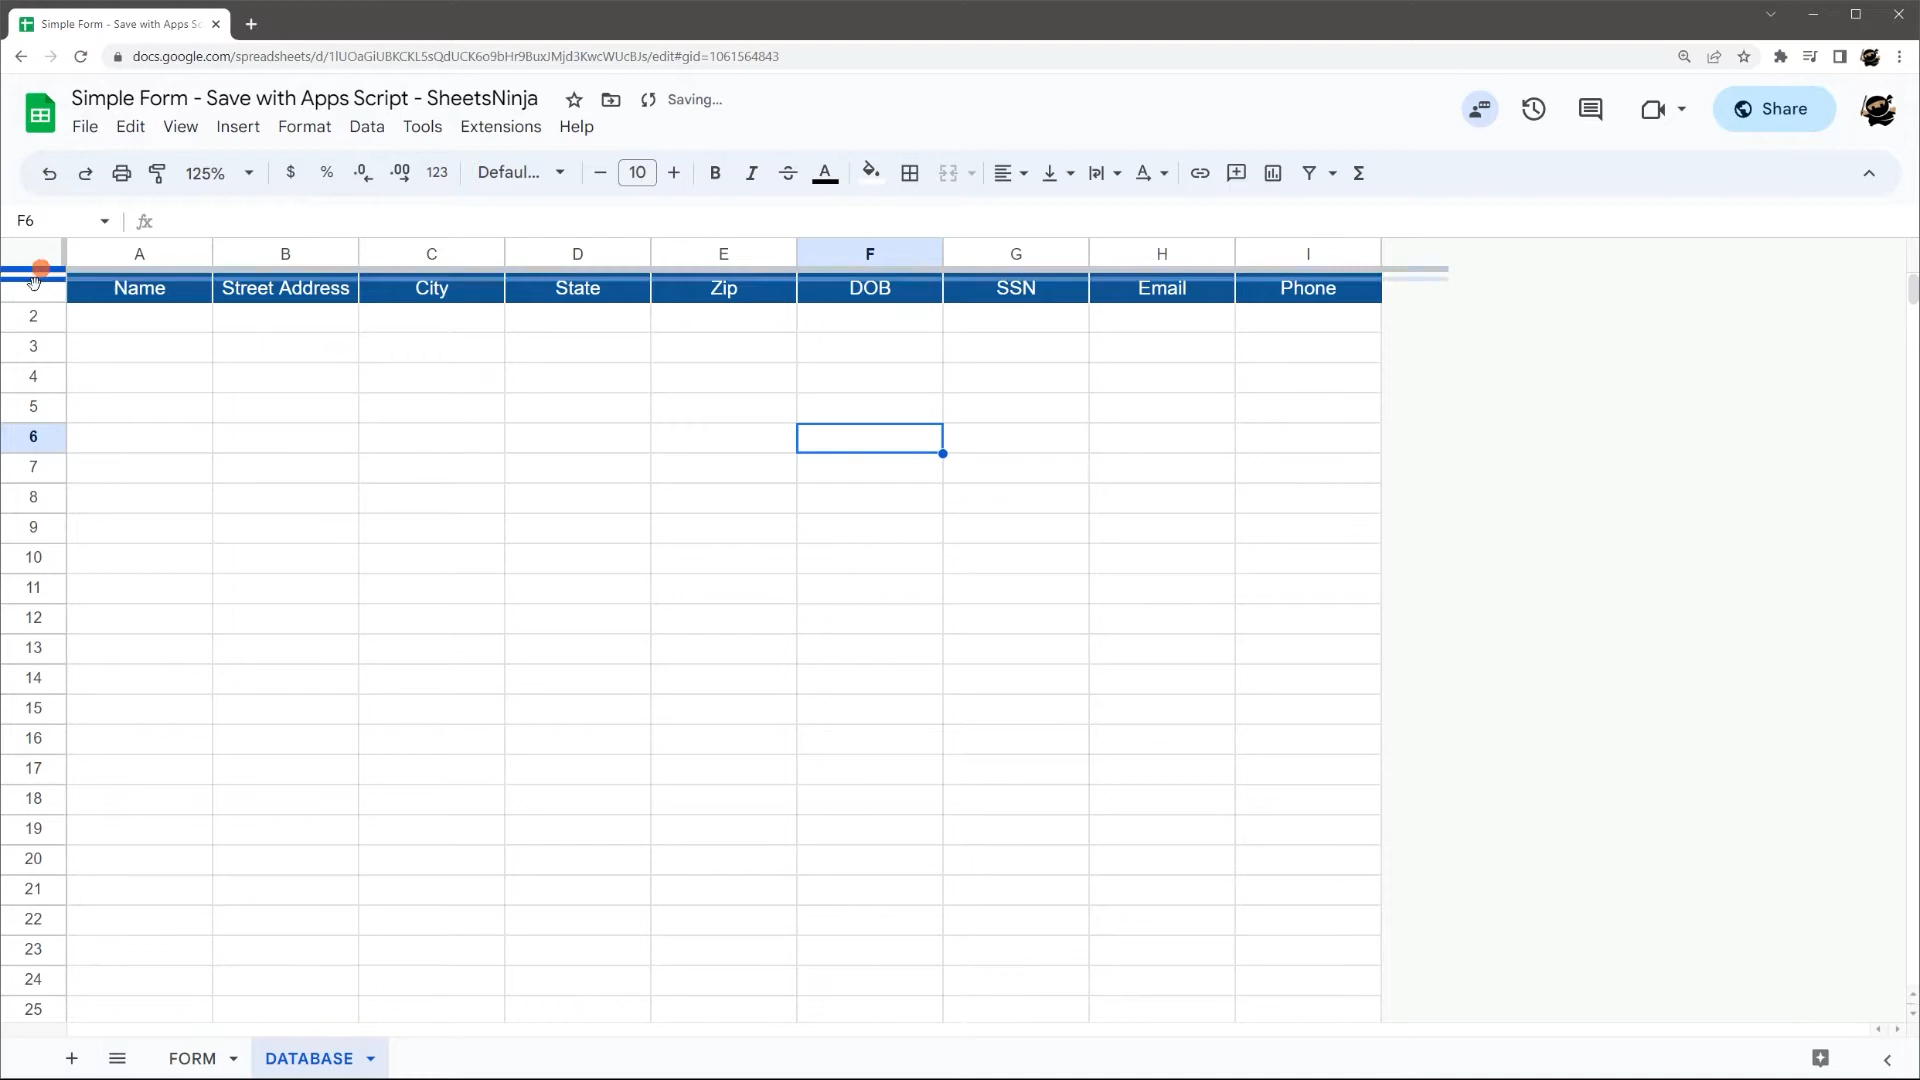 Simple Form - Save with Apps Sc
docs.google.com/spreadsheets/d/1lUOaGiUBKCKL5sQdUCK6o9bHr9BuxJMjd3KwcWUcBJs/edit#gid=1061564843
Simple Form - Save with Apps Script - SheetsNinja
Saving...
File Edit View Insert Format Data Tools Extensions Help
Share
125% $ % .0 .00 123 Defaul... 10 B I A
F6 fx
A B C D E F G H I
Name Street Address City State Zip DOB SSN Email Phone
2
3
4
5
6
7
8
9
10
11
12
13
14
15
16
17
18
19
20
21
22
23
24
25
FORM DATABASE